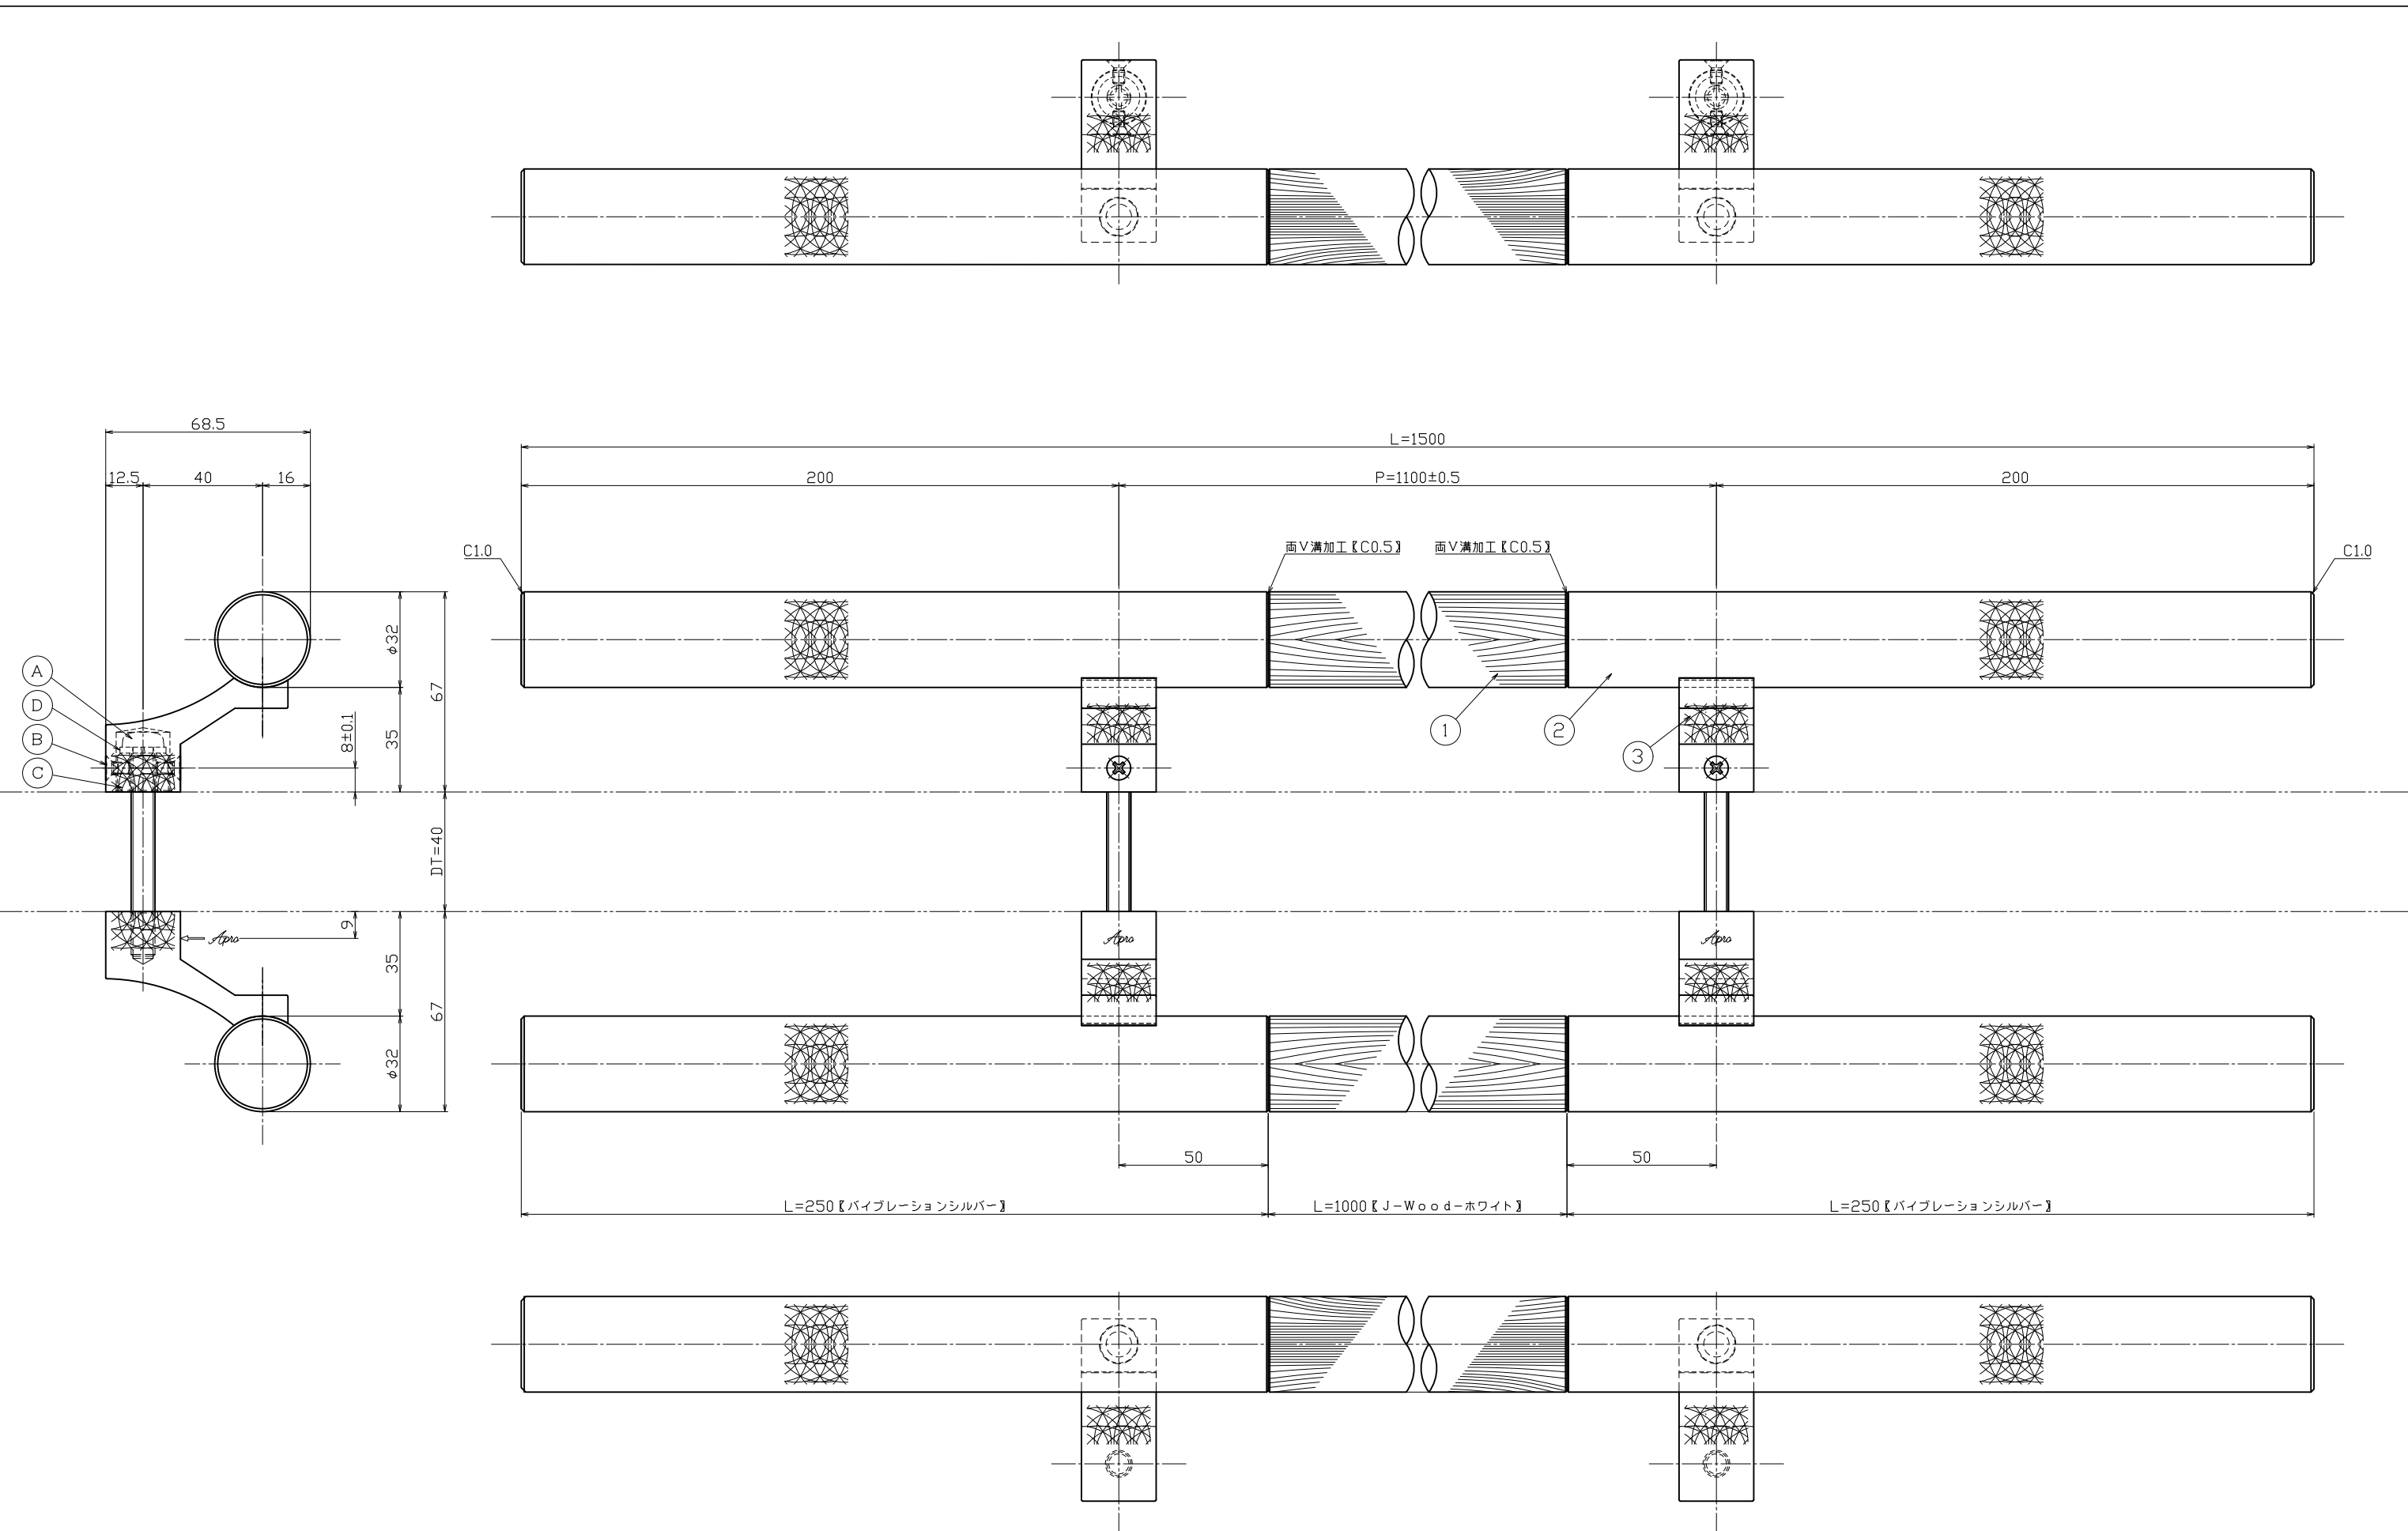 68.5
12.5
40
16
L=1500
200
P=1100±0.5
200
C1.0
両V溝加工〖C0.5〗
両V溝加工〖C0.5〗
C1.0
φ32
67
35
8±0.1
A
D
B
C
1
2
3
DT=40
9
Apro
Apro
Apro
35
67
φ32
50
50
L=250〖バイブレーションシルバー〗
L=1000〖J-Wood-ホワイト〗
L=250〖バイブレーションシルバー〗